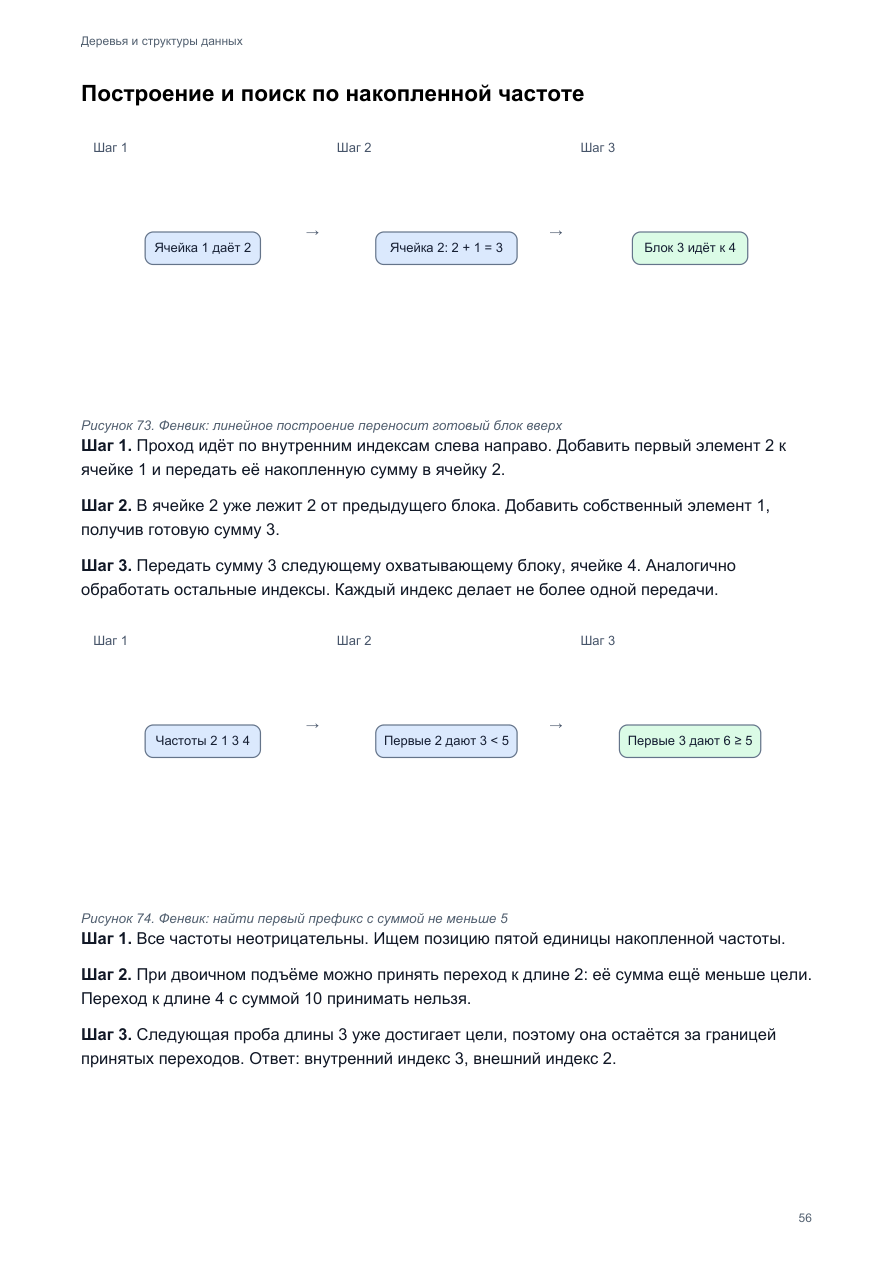 Деревья и структуры данных
Построение и поиск по накопленной частоте
Шаг 1
Шаг 2
Шаг 3
Ячейка 1 даёт 2
→
Ячейка 2: 2 + 1 = 3
→
Блок 3 идёт к 4
Рисунок 73. Фенвик: линейное построение переносит готовый блок вверх
Шаг 1. Проход идёт по внутренним индексам слева направо. Добавить первый элемент 2 к
ячейке 1 и передать её накопленную сумму в ячейку 2.
Шаг 2. В ячейке 2 уже лежит 2 от предыдущего блока. Добавить собственный элемент 1,
получив готовую сумму 3.
Шаг 3. Передать сумму 3 следующему охватывающему блоку, ячейке 4. Аналогично
обработать остальные индексы. Каждый индекс делает не более одной передачи.
Шаг 1
Шаг 2
Шаг 3
Частоты 2 1 3 4
→
Первые 2 дают 3 < 5
→
Первые 3 дают 6 ≥ 5
Рисунок 74. Фенвик: найти первый префикс с суммой не меньше 5
Шаг 1. Все частоты неотрицательны. Ищем позицию пятой единицы накопленной частоты.
Шаг 2. При двоичном подъёме можно принять переход к длине 2: её сумма ещё меньше цели.
Переход к длине 4 с суммой 10 принимать нельзя.
Шаг 3. Следующая проба длины 3 уже достигает цели, поэтому она остаётся за границей
принятых переходов. Ответ: внутренний индекс 3, внешний индекс 2.
56